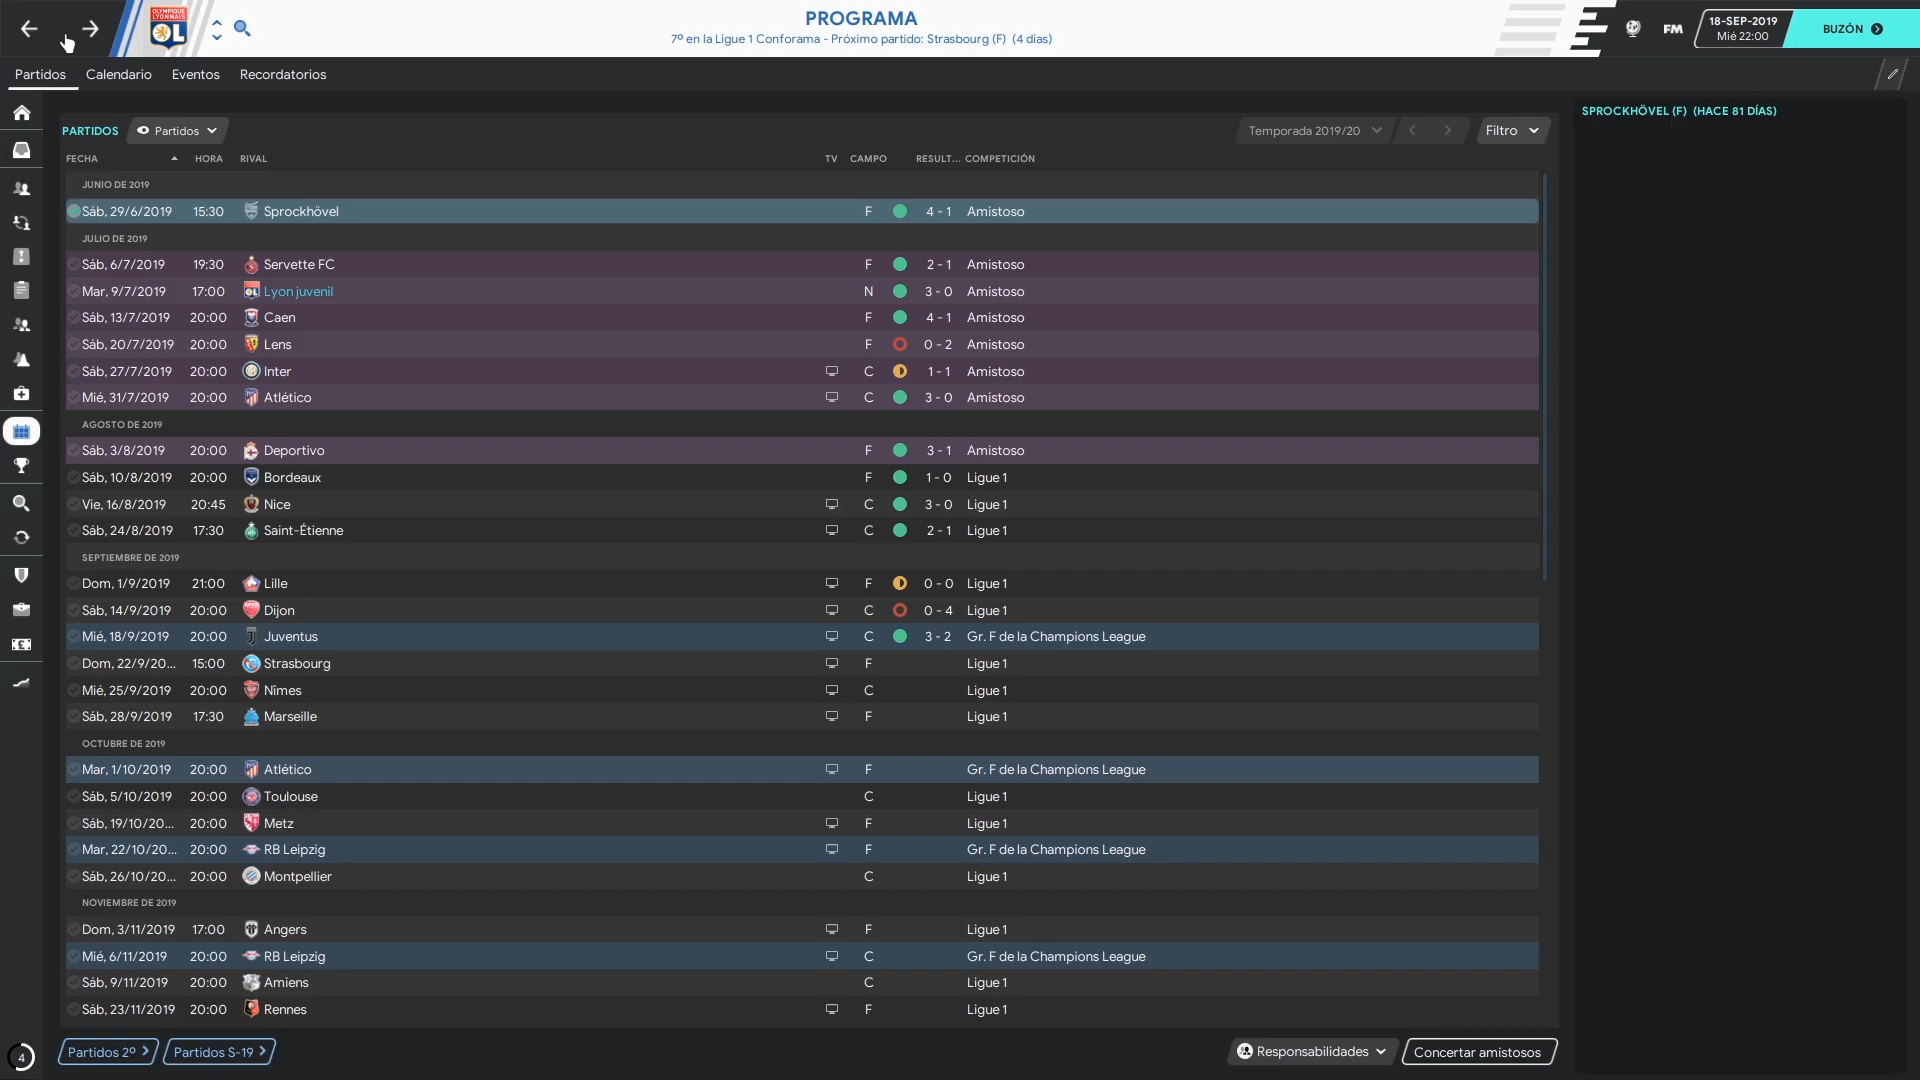 PROGRAMA
7º en la Ligue 1 Conforama - Próximo partido: Strasbourg (F) (4 días)
FM
18-SEP-2019
Mié 22:00
BUZÓN
Partidos Calendario Eventos Recordatorios
SPROCKHÖVEL (F) (HACE 81 DÍAS)
PARTIDOS Partidos Temporada 2019/20 Filtro
FECHA HORA RIVAL TV CAMPO RESULT... COMPETICIÓN
JUNIO DE 2019
Sáb, 29/6/2019 15:30 Sprockhövel F 4 - 1 Amistoso
JULIO DE 2019
Sáb, 6/7/2019 19:30 Servette FC F 2 - 1 Amistoso
Mar, 9/7/2019 17:00 Lyon juvenil N 3 - 0 Amistoso
Sáb, 13/7/2019 20:00 Caen F 4 - 1 Amistoso
Sáb, 20/7/2019 20:00 Lens F 0 - 2 Amistoso
Sáb, 27/7/2019 20:00 Inter C 1 - 1 Amistoso
Mié, 31/7/2019 20:00 Atlético C 3 - 0 Amistoso
AGOSTO DE 2019
Sáb, 3/8/2019 20:00 Deportivo F 3 - 1 Amistoso
Sáb, 10/8/2019 20:00 Bordeaux F 1 - 0 Ligue 1
Vie, 16/8/2019 20:45 Nice C 3 - 0 Ligue 1
Sáb, 24/8/2019 17:30 Saint-Étienne C 2 - 1 Ligue 1
SEPTIEMBRE DE 2019
Dom, 1/9/2019 21:00 Lille F 0 - 0 Ligue 1
Sáb, 14/9/2019 20:00 Dijon C 0 - 4 Ligue 1
Mié, 18/9/2019 20:00 Juventus C 3 - 2 Gr. F de la Champions League
Dom, 22/9/20... 15:00 Strasbourg F Ligue 1
Mié, 25/9/2019 20:00 Nîmes C Ligue 1
Sáb, 28/9/2019 17:30 Marseille F Ligue 1
OCTUBRE DE 2019
Mar, 1/10/2019 20:00 Atlético F Gr. F de la Champions League
Sáb, 5/10/2019 20:00 Toulouse C Ligue 1
Sáb, 19/10/20... 20:00 Metz F Ligue 1
Mar, 22/10/20... 20:00 RB Leipzig F Gr. F de la Champions League
Sáb, 26/10/20... 20:00 Montpellier C Ligue 1
NOVIEMBRE DE 2019
Dom, 3/11/2019 17:00 Angers F Ligue 1
Mié, 6/11/2019 20:00 RB Leipzig C Gr. F de la Champions League
Sáb, 9/11/2019 20:00 Amiens C Ligue 1
Sáb, 23/11/2019 20:00 Rennes F Ligue 1
4 Partidos 2º Partidos S-19 Responsabilidades Concertar amistosos